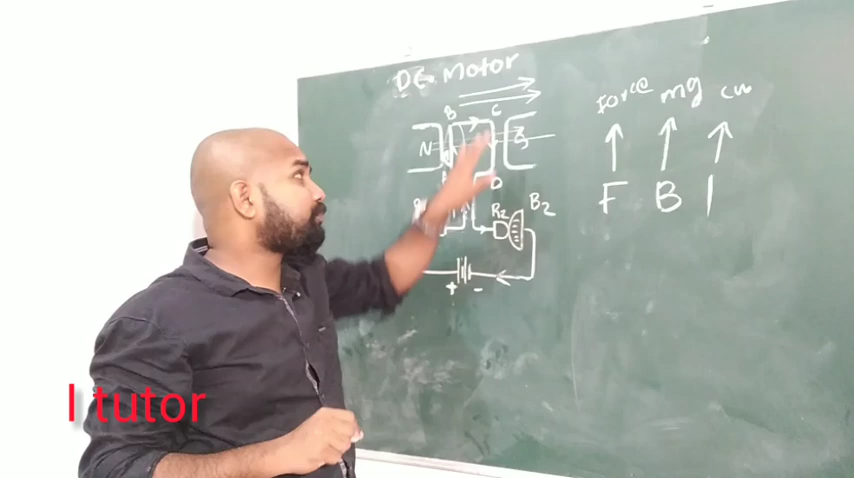 DC Motor
Force mg cu
B C
N S
D
F B I
R2 B2
+ -
I tutor